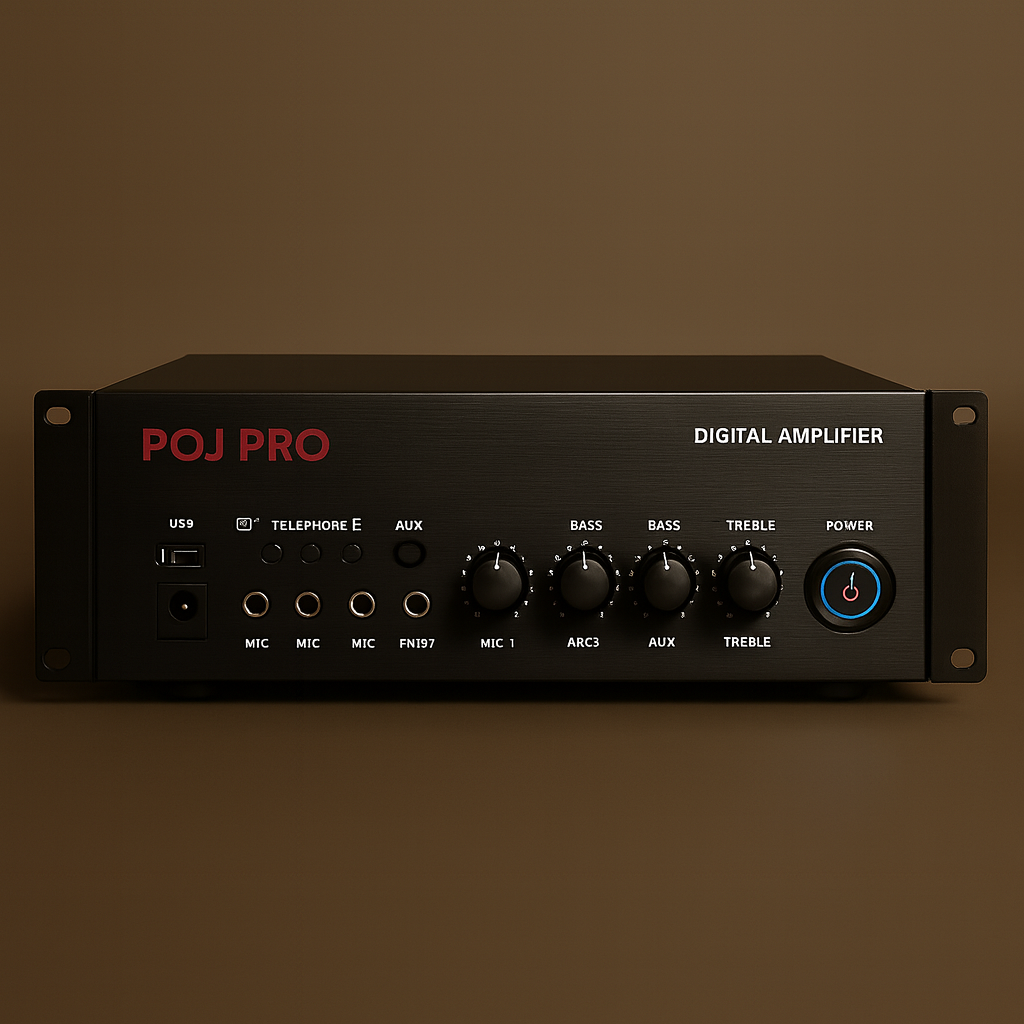 POJ PRO
DIGITAL AMPLIFIER
US9
TELEPHORE E
AUX
BASS
BASS
TREBLE
POWER
MIC
MIC
MIC
FNI97
MIC 1
ARC3
AUX
TREBLE